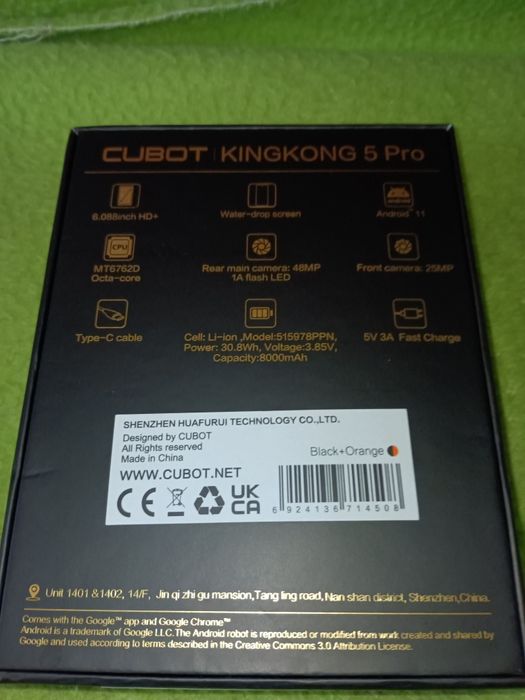 CUBOT | KINGKONG 5 Pro
6.088inch HD+
Water-drop screen
android
Android™ 11
CPU
MT6762D
Octa-core
Rear main camera: 48MP
1A flash LED
Front camera: 25MP
Type-C cable
Cell: Li-ion ,Model:515978PPN,
Power: 30.8Wh, Voltage:3.85V,
Capacity:8000mAh
5V 3A Fast Charge
SHENZHEN HUAFURUI TECHNOLOGY CO.,LTD.
Designed by CUBOT
All Rights reserved
Made in China
WWW.CUBOT.NET
Black+Orange
CE UK
CA
6 924136 714508
Unit 1401 &1402, 14/F, Jin qi zhi gu mansion,Tang ling road, Nan shan district, Shenzhen,China.
Comes with the Google™ app and Google Chrome™
Android is a trademark of Google LLC.The Android robot is reproduced or modified from work created and shared by
Google and used according to terms described in the Creative Commons 3.0 Attribution License.